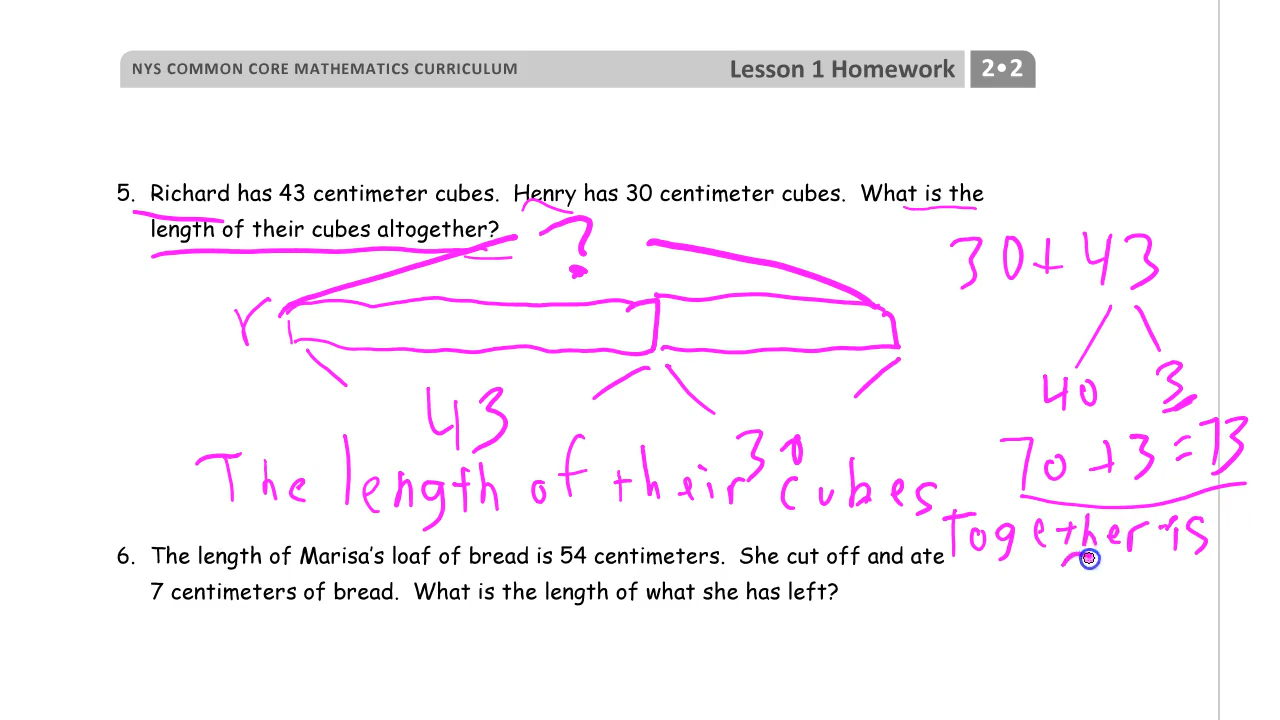 NYS COMMON CORE MATHEMATICS CURRICULUM Lesson 1 Homework 2•2
5. Richard has 43 centimeter cubes. Henry has 30 centimeter cubes. What is the
length of their cubes altogether?
?
30+43
r
40 3
43
30
70+3=73
The length of their cubes
together is
6. The length of Marisa's loaf of bread is 54 centimeters. She cut off and ate
7 centimeters of bread. What is the length of what she has left?